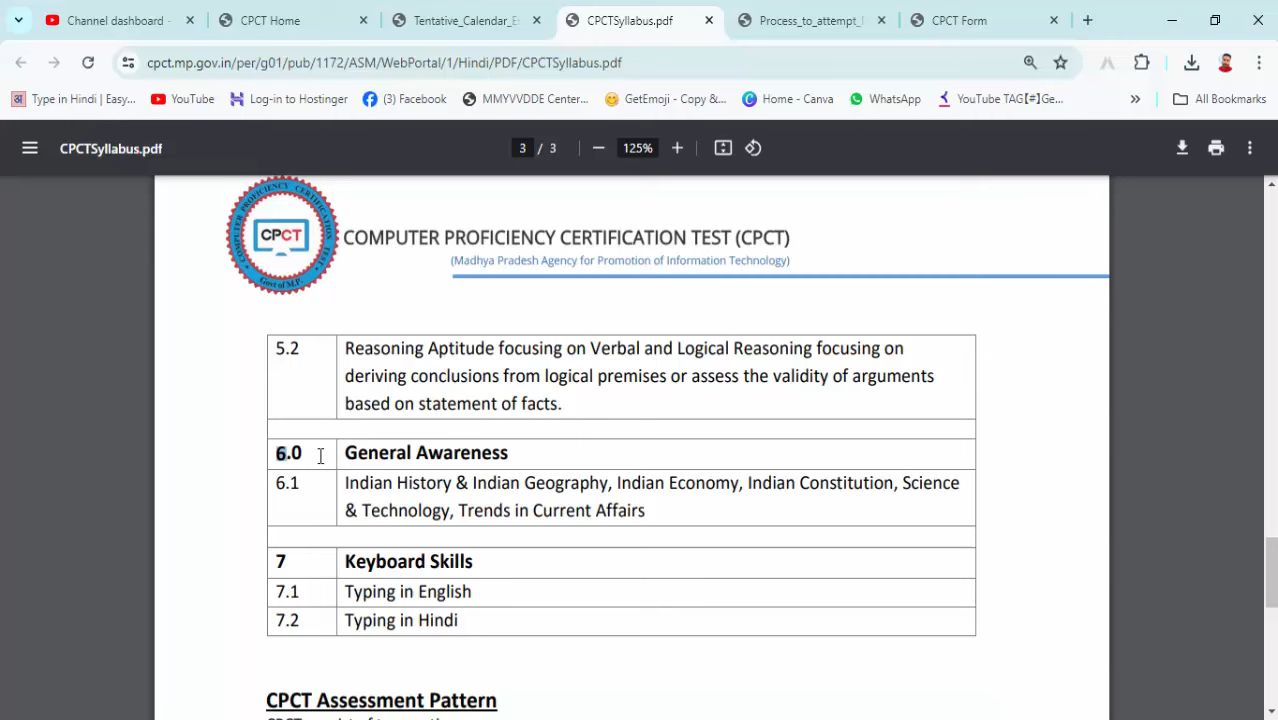 Channel dashboard -
CPCT Home
Tentative_Calendar_E
CPCTSyllabus.pdf
Process_to_attempt_
CPCT Form
cpct.mp.gov.in/per/g01/pub/1172/ASM/WebPortal/1/Hindi/PDF/CPCTSyllabus.pdf
अ Type in Hindi | Easy...
YouTube
Log-in to Hostinger
(3) Facebook
MMYVVDDE Center...
GetEmoji - Copy &...
Home - Canva
WhatsApp
YouTube TAG【#】Ge...
All Bookmarks
CPCTSyllabus.pdf
3 / 3
125%
COMPUTER PROFICIENCY CERTIFICATION TEST
CPCT
Govt of M.P.
COMPUTER PROFICIENCY CERTIFICATION TEST (CPCT)
(Madhya Pradesh Agency for Promotion of Information Technology)
5.2 Reasoning Aptitude focusing on Verbal and Logical Reasoning focusing on
deriving conclusions from logical premises or assess the validity of arguments
based on statement of facts.
6.0 General Awareness
6.1 Indian History & Indian Geography, Indian Economy, Indian Constitution, Science
& Technology, Trends in Current Affairs
7 Keyboard Skills
7.1 Typing in English
7.2 Typing in Hindi
CPCT Assessment Pattern